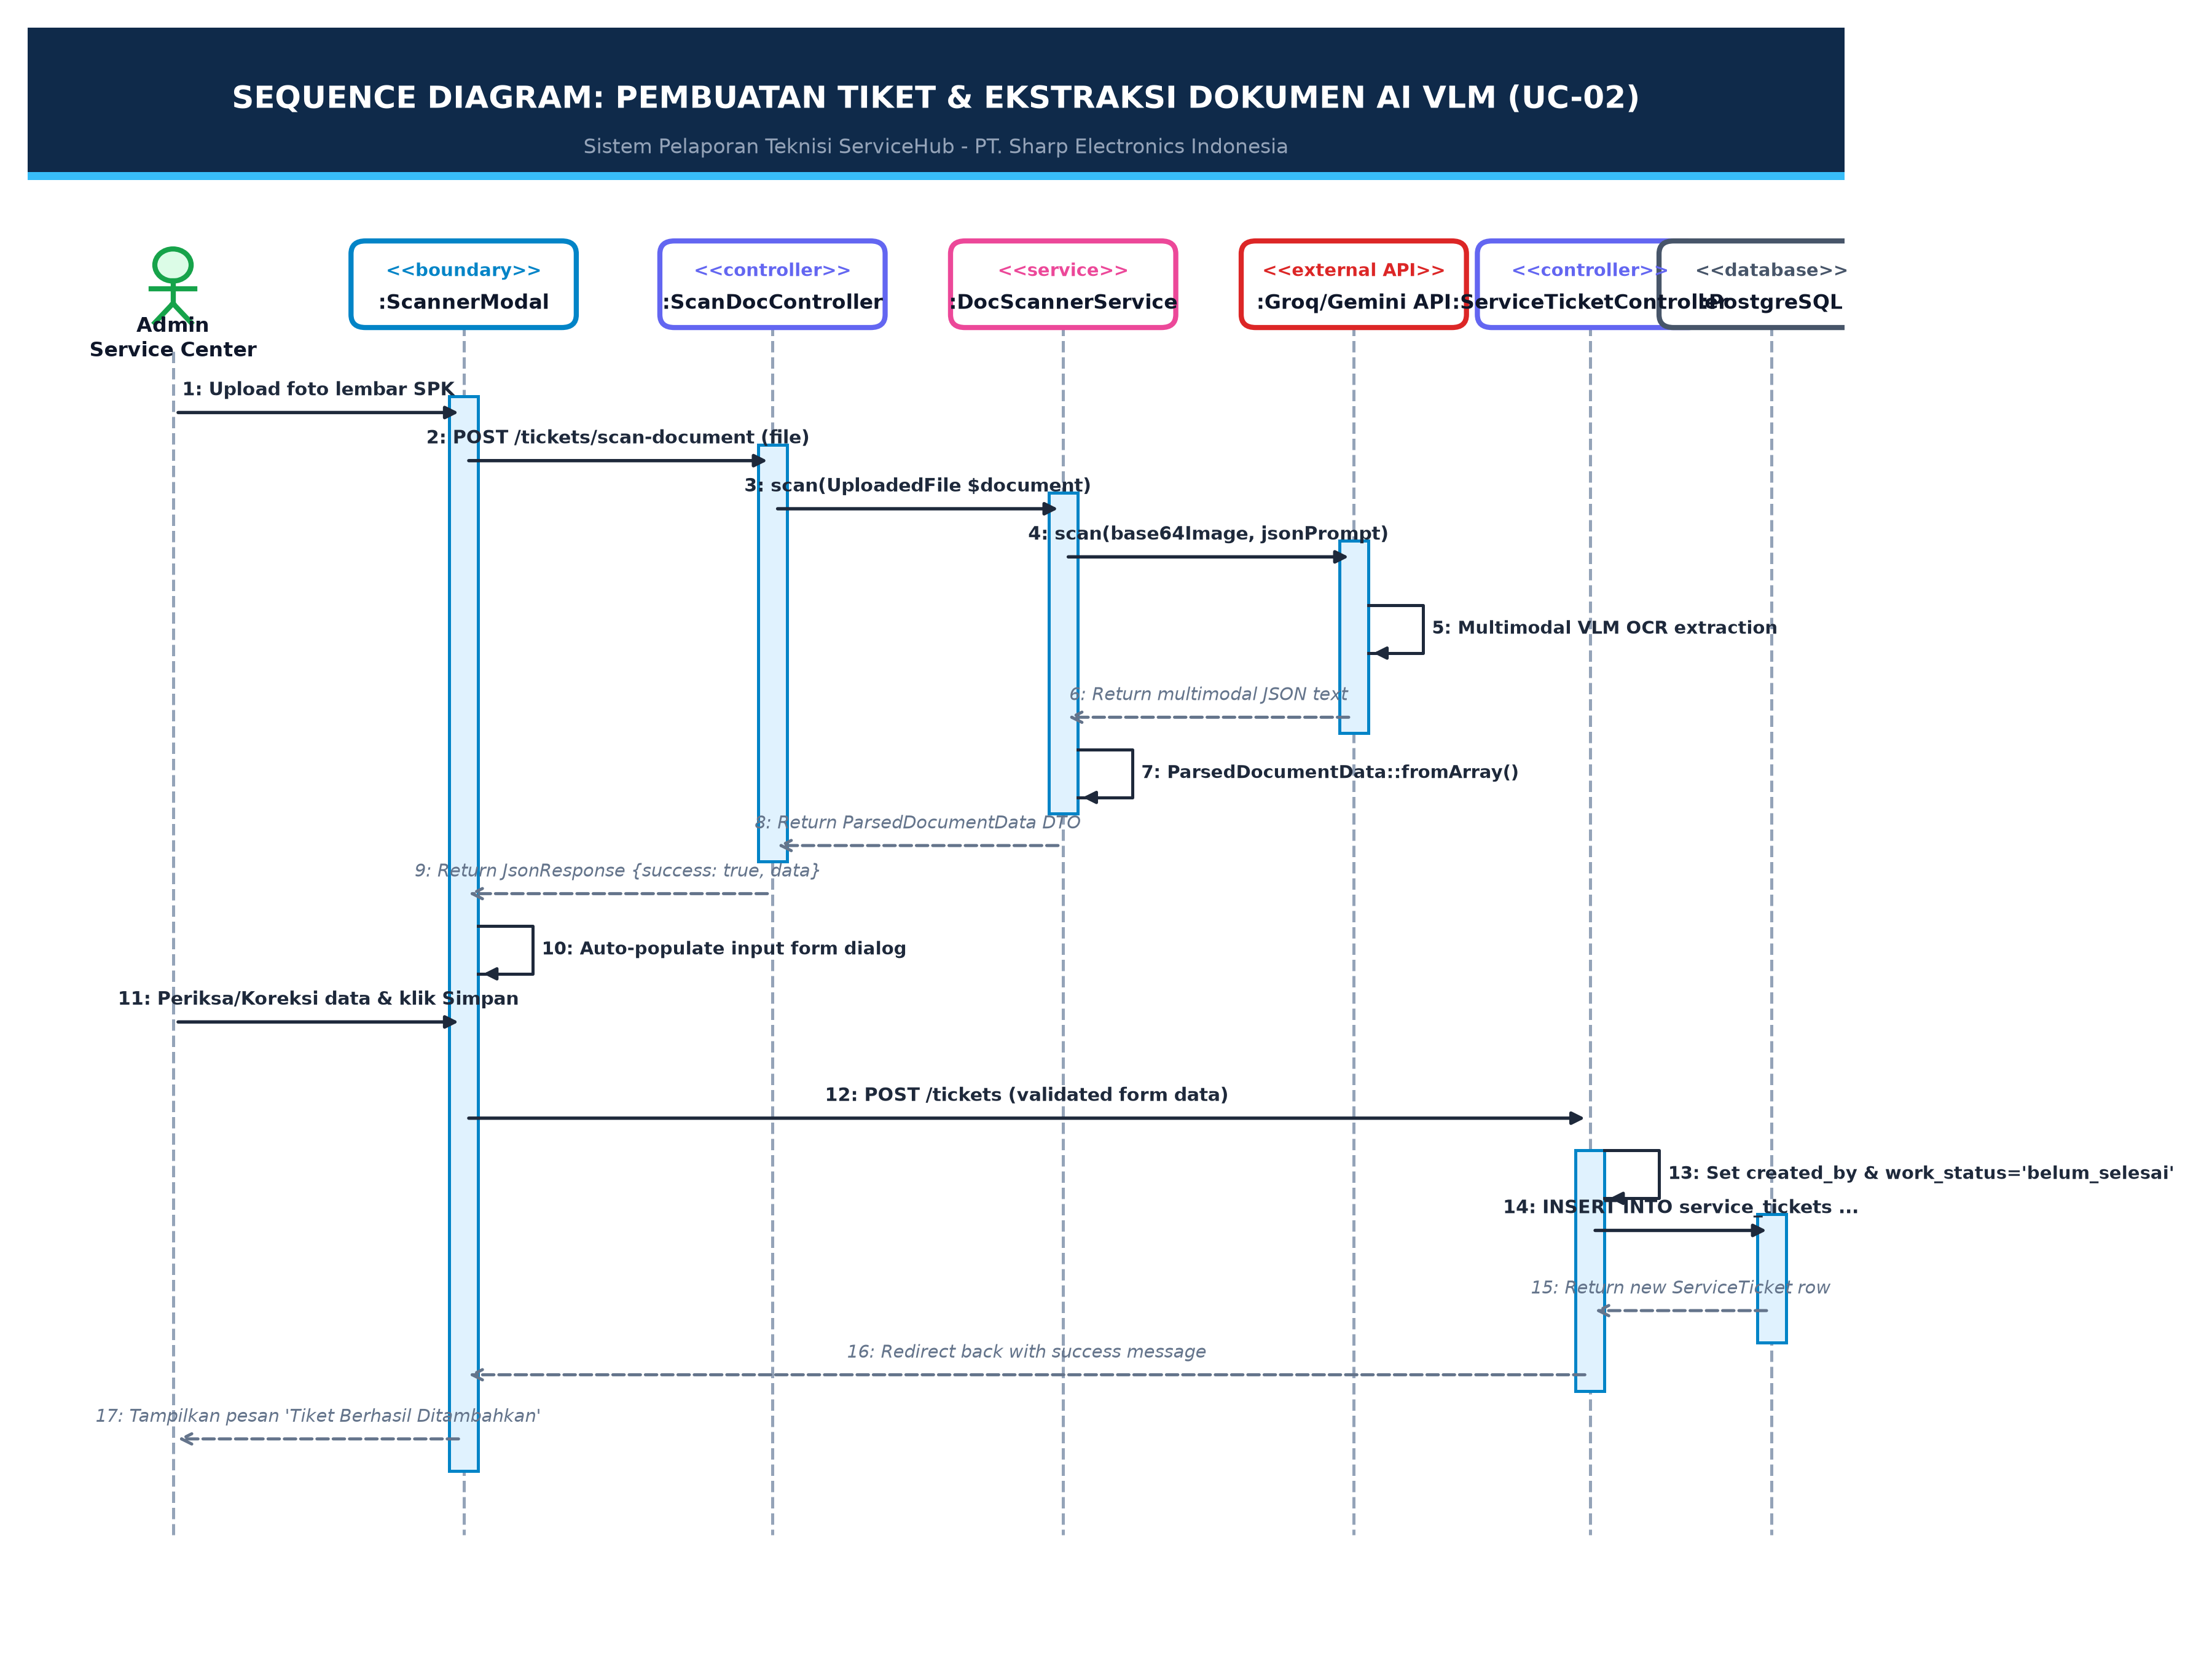 SEQUENCE DIAGRAM: PEMBUATAN TIKET & EKSTRAKSI DOKUMEN AI VLM (UC-02)
Sistem Pelaporan Teknisi ServiceHub - PT. Sharp Electronics Indonesia
Admin
Service Center
<<boundary>>
:ScannerModal
<<controller>>
:ScanDocController
<<service>>
:DocScannerService
<<external API>>
:Groq/Gemini API
<<controller>>
:ServiceTicketController
<<database>>
:PostgreSQL
1: Upload foto lembar SPK
2: POST /tickets/scan-document (file)
3: scan(UploadedFile $document)
4: scan(base64Image, jsonPrompt)
5: Multimodal VLM OCR extraction
6: Return multimodal JSON text
7: ParsedDocumentData::fromArray()
8: Return ParsedDocumentData DTO
9: Return JsonResponse {success: true, data}
10: Auto-populate input form dialog
11: Periksa/Koreksi data & klik Simpan
12: POST /tickets (validated form data)
13: Set created_by & work_status='belum_selesai'
14: INSERT INTO service_tickets ...
15: Return new ServiceTicket row
16: Redirect back with success message
17: Tampilkan pesan 'Tiket Berhasil Ditambahkan'